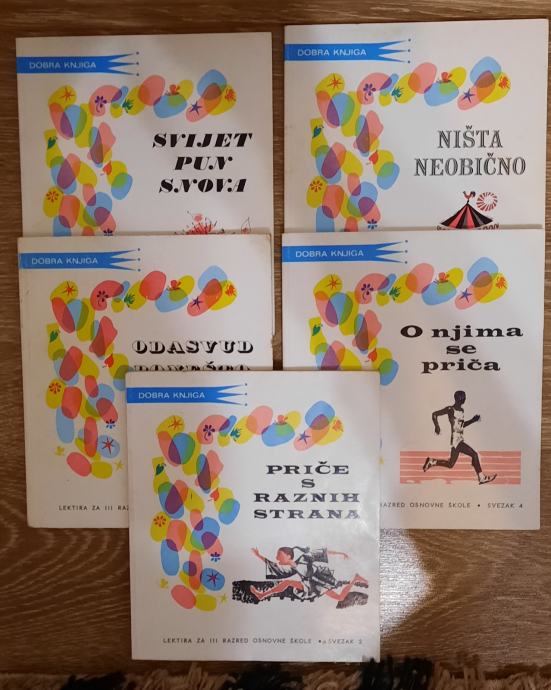 DOBRA KNJIGA
SVIJET
PUN
SNOVA
DOBRA KNJIGA
NIŠTA
NEOBIČNO
DOBRA KNJIGA
ODASVUD
LEKTIRA ZA III
DOBRA KNJIGA
O njima
se
priča
RAZRED OSNOVNE ŠKOLE • SVEZAK 4
DOBRA KNJIGA
PRIČE
S
RAZNIH
STRANA
LEKTIRA ZA III RAZRED OSNOVNE ŠKOLE • SVEZAK 2